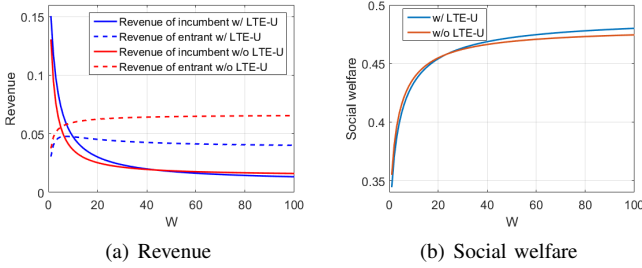 Revenue of incumbent w/ LTE-U
Revenue of entrant w/ LTE-U
Revenue of incumbent w/o LTE-U
Revenue of entrant w/o LTE-U
0.15
0.1
0.05
0
Revenue
0 20 40 60 80 100
W
(a) Revenue
w/ LTE-U
w/o LTE-U
0.5
0.45
0.4
0.35
Social welfare
0 20 40 60 80 100
W
(b) Social welfare